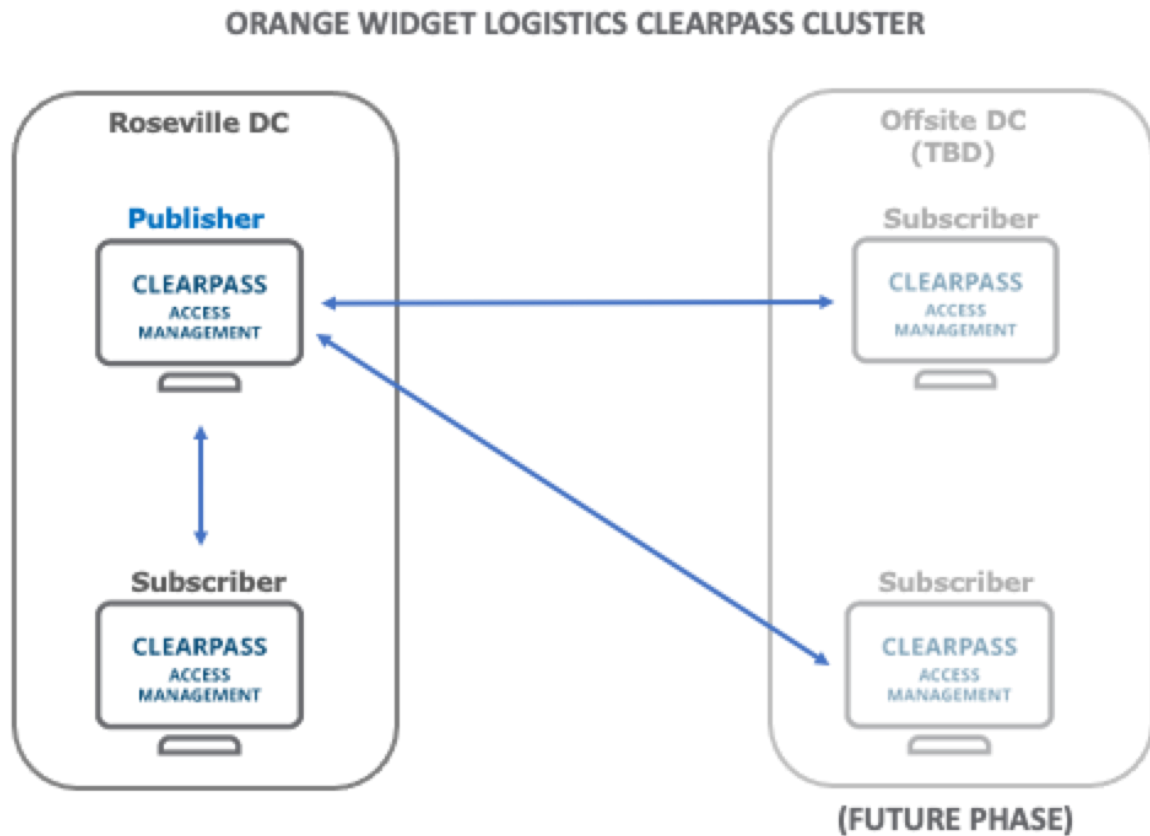 ORANGE WIDGET LOGISTICS CLEARPASS CLUSTER
Roseville DC
Publisher
CLEARPASS
ACCESS
MANAGEMENT
Subscriber
CLEARPASS
ACCESS
MANAGEMENT
Offsite DC
(TBD)
Subscriber
CLEARPASS
ACCESS
MANAGEMENT
Subscriber
CLEARPASS
ACCESS
MANAGEMENT
(FUTURE PHASE)